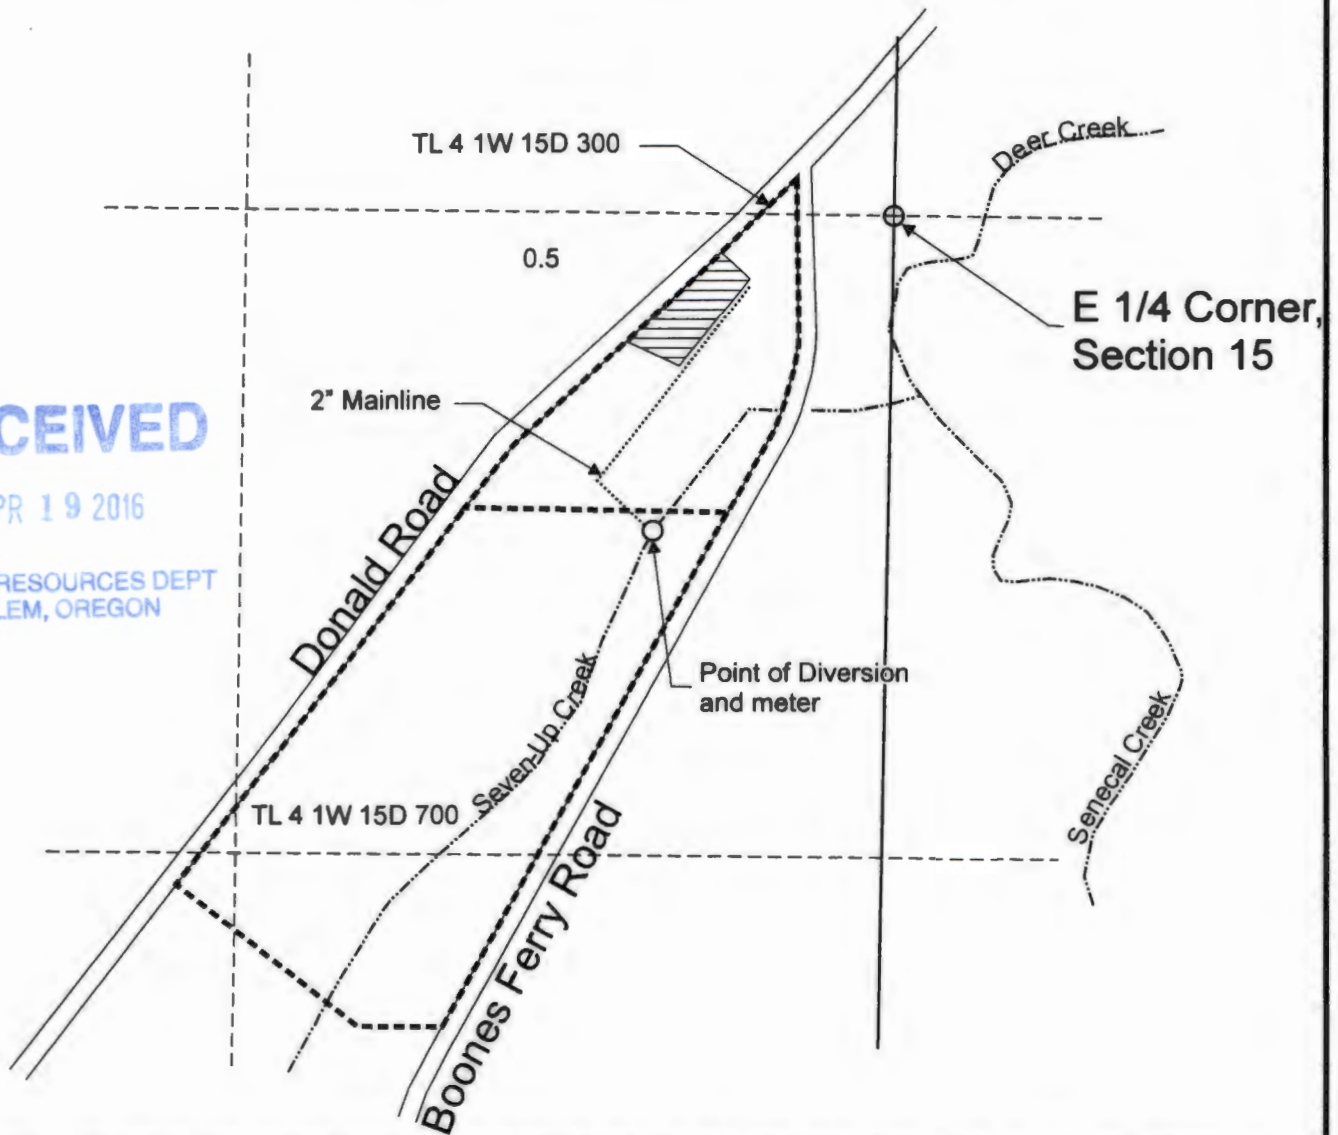 TL 4 1W 15D 300
Deer Creek
0.5
E 1/4 Corner,
Section 15
2" Mainline
CEIVED
PR 19 2016
RESOURCES DEPT
LEM, OREGON
Donald Road
Point of Diversion
and meter
Seven-Up Creek
Senecal Creek
TL 4 1W 15D 700
Boones Ferry Road